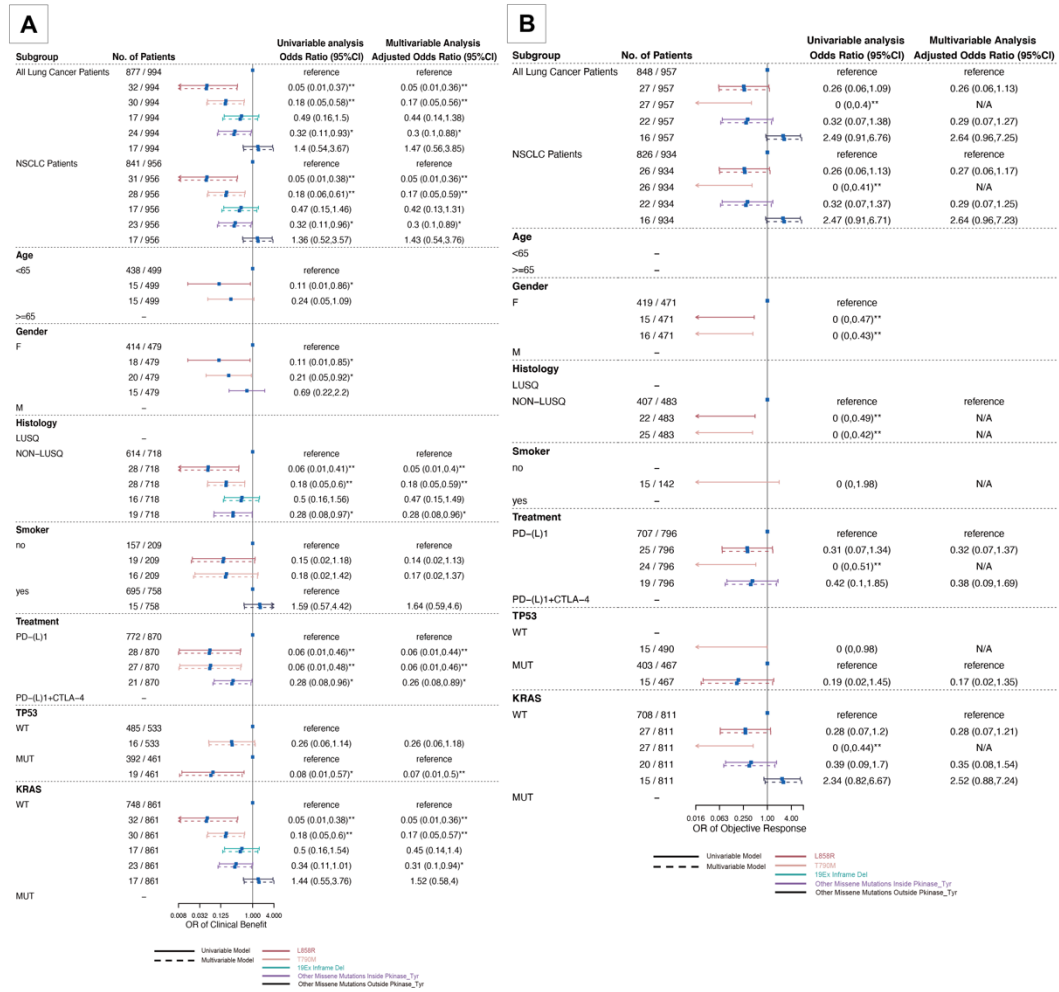 A
Univariable analysis Multivariable Analysis
Subgroup No. of Patients Odds Ratio (95%CI) Adjusted Odds Ratio (95%CI)
All Lung Cancer Patients 877 / 994 reference reference
32 / 994 0.05 (0.01,0.37)** 0.05 (0.01,0.36)**
30 / 994 0.18 (0.05,0.58)** 0.17 (0.05,0.56)**
17 / 994 0.49 (0.16,1.5) 0.44 (0.14,1.38)
24 / 994 0.32 (0.11,0.93)* 0.3 (0.1,0.88)*
17 / 994 1.4 (0.54,3.67) 1.47 (0.56,3.85)
NSCLC Patients 841 / 956 reference reference
31 / 956 0.05 (0.01,0.38)** 0.05 (0.01,0.36)**
28 / 956 0.18 (0.06,0.61)** 0.17 (0.05,0.59)**
17 / 956 0.47 (0.15,1.46) 0.42 (0.13,1.31)
23 / 956 0.32 (0.11,0.96)* 0.3 (0.1,0.89)*
17 / 956 1.36 (0.52,3.57) 1.43 (0.54,3.76)
Age
<65 438 / 499 reference
15 / 499 0.11 (0.01,0.86)*
15 / 499 0.24 (0.05,1.09)
>=65 –
Gender
F 414 / 479 reference
18 / 479 0.11 (0.01,0.85)*
20 / 479 0.21 (0.05,0.92)*
15 / 479 0.69 (0.22,2.2)
M –
Histology
LUSQ –
NON–LUSQ 614 / 718 reference reference
28 / 718 0.06 (0.01,0.41)** 0.05 (0.01,0.4)**
28 / 718 0.18 (0.05,0.6)** 0.18 (0.05,0.59)**
16 / 718 0.5 (0.16,1.56) 0.47 (0.15,1.49)
19 / 718 0.28 (0.08,0.97)* 0.28 (0.08,0.96)*
Smoker
no 157 / 209 reference reference
19 / 209 0.15 (0.02,1.18) 0.14 (0.02,1.13)
16 / 209 0.18 (0.02,1.42) 0.17 (0.02,1.37)
yes 695 / 758 reference reference
15 / 758 1.59 (0.57,4.42) 1.64 (0.59,4.6)
Treatment
PD–(L)1 772 / 870 reference reference
28 / 870 0.06 (0.01,0.46)** 0.06 (0.01,0.44)**
27 / 870 0.06 (0.01,0.48)** 0.06 (0.01,0.46)**
21 / 870 0.28 (0.08,0.96)* 0.26 (0.08,0.89)*
PD–(L)1+CTLA–4 –
TP53
WT 485 / 533 reference reference
16 / 533 0.26 (0.06,1.14) 0.26 (0.06,1.18)
MUT 392 / 461 reference reference
19 / 461 0.08 (0.01,0.57)* 0.07 (0.01,0.5)**
KRAS
WT 748 / 861 reference reference
32 / 861 0.05 (0.01,0.38)** 0.05 (0.01,0.36)**
30 / 861 0.18 (0.05,0.6)** 0.17 (0.05,0.57)**
17 / 861 0.5 (0.16,1.54) 0.45 (0.14,1.4)
23 / 861 0.34 (0.11,1.01) 0.31 (0.1,0.94)*
17 / 861 1.44 (0.55,3.76) 1.52 (0.58,4)
MUT –
0.008 0.032 0.125 1.000 4.000
OR of Clinical Benefit
Univariable Model
Multivariable Model
L858R
T790M
19Ex Inframe Del
Other Missene Mutations Inside Pkinase_Tyr
Other Missene Mutations Outside Pkinase_Tyr
B
Univariable analysis Multivariable Analysis
Subgroup No. of Patients Odds Ratio (95%CI) Adjusted Odds Ratio (95%CI)
All Lung Cancer Patients 848 / 957 reference reference
27 / 957 0.26 (0.06,1.09) 0.26 (0.06,1.13)
27 / 957 0 (0,0.4)** N/A
22 / 957 0.32 (0.07,1.38) 0.29 (0.07,1.27)
16 / 957 2.49 (0.91,6.76) 2.64 (0.96,7.25)
NSCLC Patients 826 / 934 reference reference
26 / 934 0.26 (0.06,1.13) 0.27 (0.06,1.17)
26 / 934 0 (0,0.41)** N/A
22 / 934 0.32 (0.07,1.37) 0.29 (0.07,1.25)
16 / 934 2.47 (0.91,6.71) 2.64 (0.96,7.23)
Age
<65 –
>=65 –
Gender
F 419 / 471 reference
15 / 471 0 (0,0.47)**
16 / 471 0 (0,0.43)**
M –
Histology
LUSQ –
NON–LUSQ 407 / 483 reference reference
22 / 483 0 (0,0.49)** N/A
25 / 483 0 (0,0.42)** N/A
Smoker
no –
15 / 142 0 (0,1.98) N/A
yes –
Treatment
PD–(L)1 707 / 796 reference reference
25 / 796 0.31 (0.07,1.34) 0.32 (0.07,1.37)
24 / 796 0 (0,0.51)** N/A
19 / 796 0.42 (0.1,1.85) 0.38 (0.09,1.69)
PD–(L)1+CTLA–4 –
TP53
WT –
15 / 490 0 (0,0.98) N/A
MUT 403 / 467 reference reference
15 / 467 0.19 (0.02,1.45) 0.17 (0.02,1.35)
KRAS
WT 708 / 811 reference reference
27 / 811 0.28 (0.07,1.2) 0.28 (0.07,1.21)
27 / 811 0 (0,0.44)** N/A
20 / 811 0.39 (0.09,1.7) 0.35 (0.08,1.54)
15 / 811 2.34 (0.82,6.67) 2.52 (0.88,7.24)
MUT –
0.016 0.062 0.250 1.00 4.00
OR of Objective Response
Univariable Model
Multivariable Model
L858R
T790M
19Ex Inframe Del
Other Missene Mutations Inside Pkinase_Tyr
Other Missene Mutations Outside Pkinase_Tyr